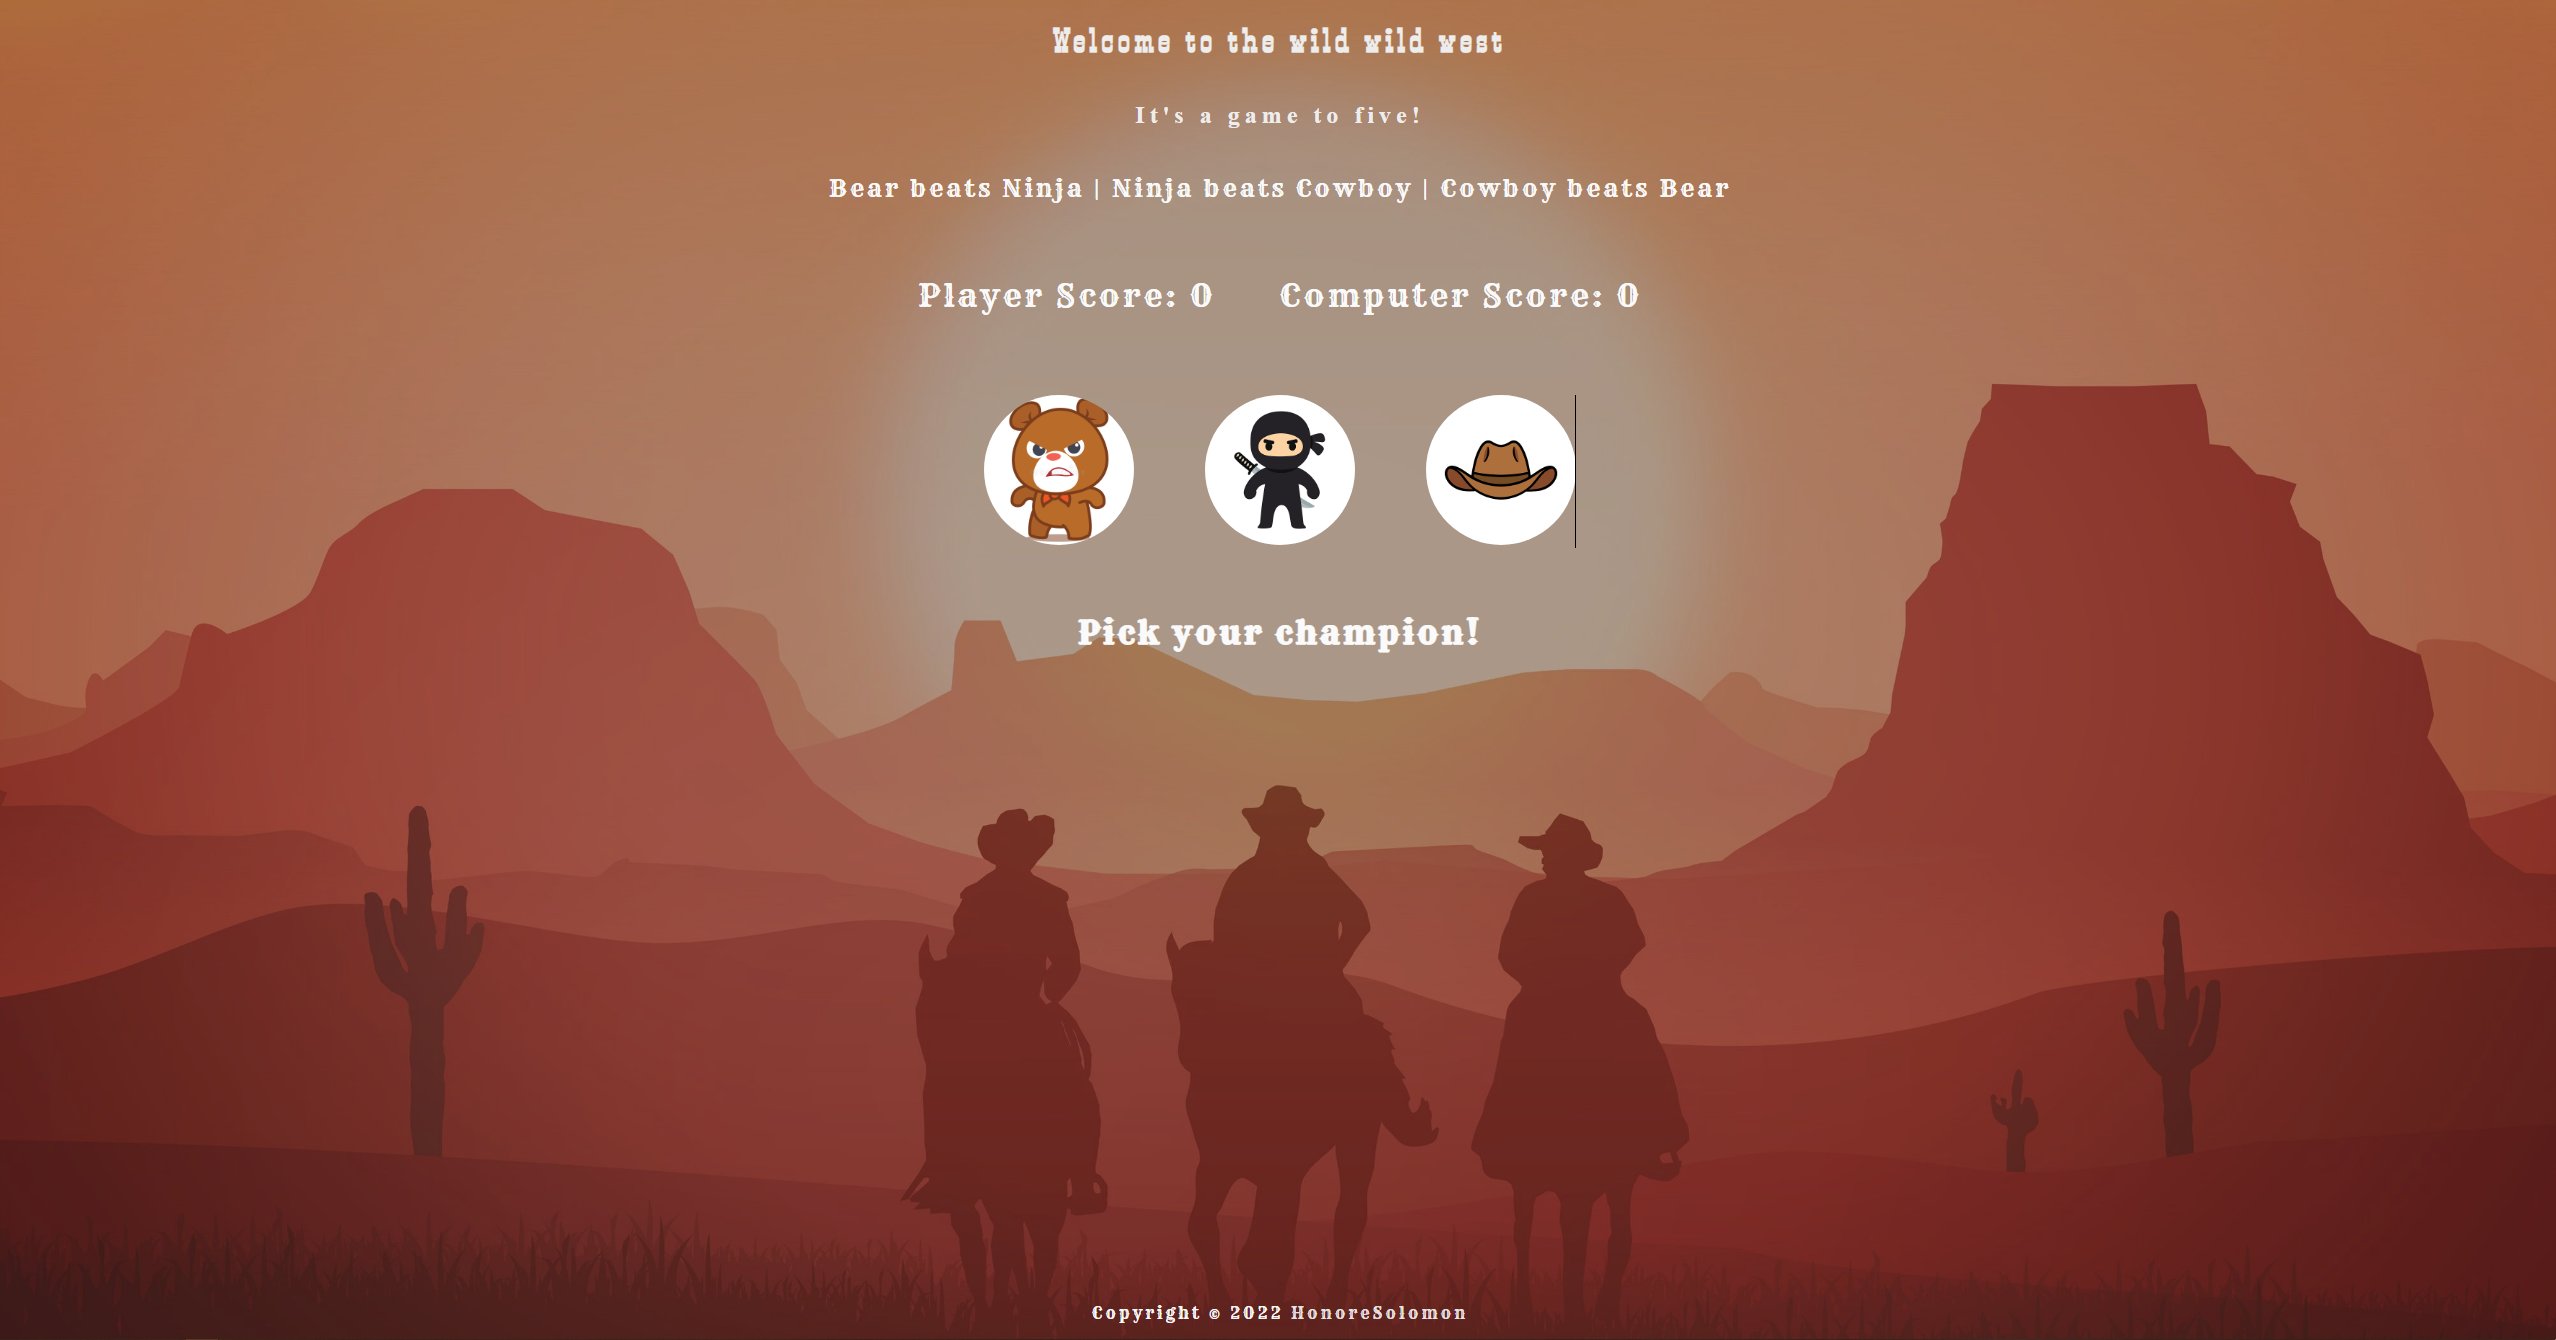 Welcome to the wild wild west
It's a game to five!
Bear beats Ninja | Ninja beats Cowboy | Cowboy beats Bear
Player Score: 0 Computer Score: 0
Pick your champion!
Copyright © 2022 HonoreSolomon